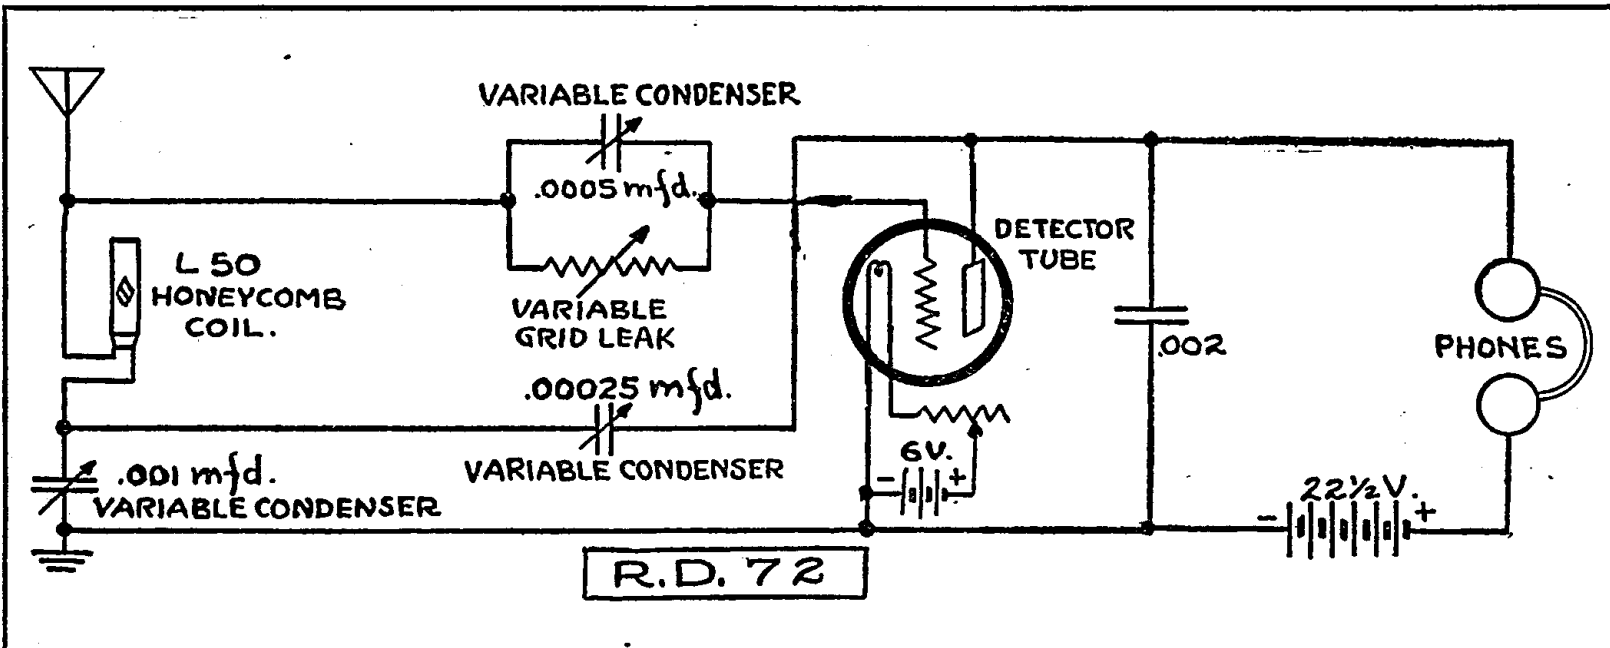 VARIABLE CONDENSER
.0005 mfd.
VARIABLE
GRID LEAK
L 50
HONEYCOMB
COIL.
DETECTOR
TUBE
.002
PHONES
.00025 mfd.
VARIABLE CONDENSER
.001 mfd.
VARIABLE CONDENSER
6V.
- +
22½ V.
- +
R.D. 72